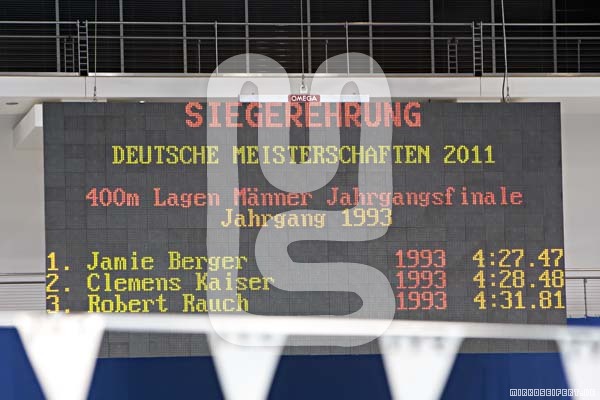 OMEGA
SIEGEREHRUNG
DEUTSCHE MEISTERSCHAFTEN 2011
400m Lagen Männer Jahrgangsfinale
Jahrgang 1993
1. Jamie Berger 1993 4:27.47
2. Clemens Kaiser 1993 4:28.48
3. Robert Rauch 1993 4:31.81